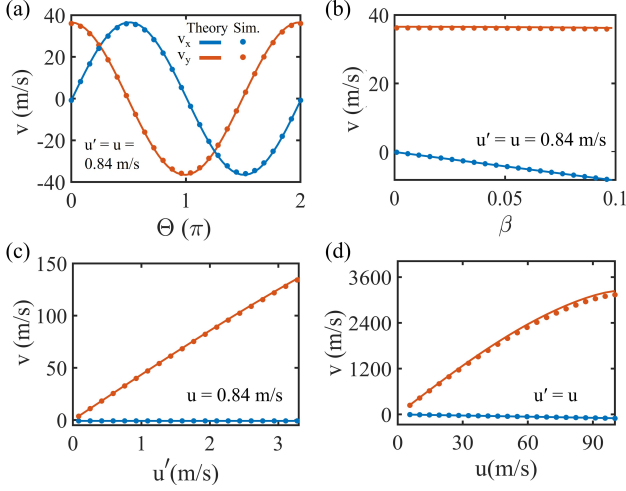 (a)
Theory Sim.
v_x
v_y
u′ = u =
0.84 m/s
v (m/s)
40
20
0
-20
-40
0
1
2
Θ (π)
(b)
v (m/s)
40
20
0
u′ = u = 0.84 m/s
0
0.05
0.1
β
(c)
v (m/s)
150
100
50
0
u = 0.84 m/s
0
1
2
3
u′(m/s)
(d)
v (m/s)
3600
2400
1200
0
u′ = u
0
30
60
90
u(m/s)